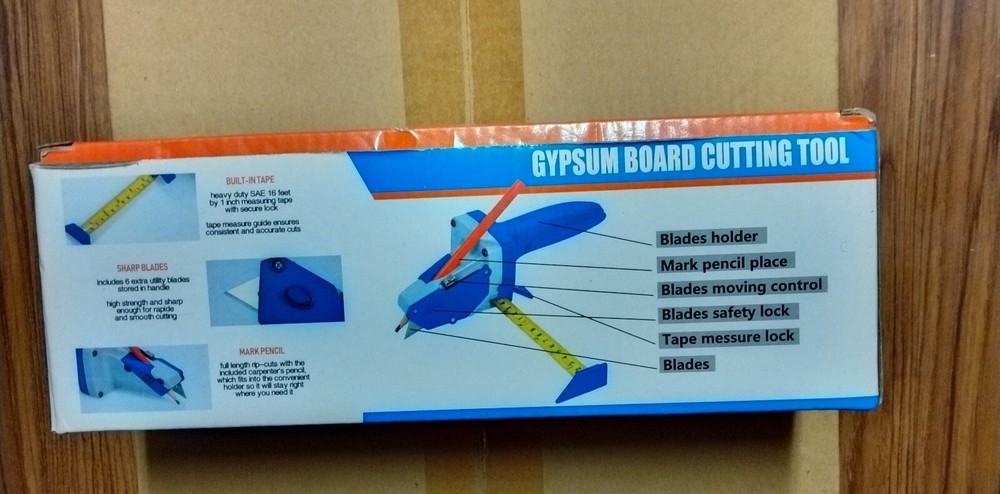 GYPSUM BOARD CUTTING TOOL
BUILT-IN TAPE
heavy duty SAE 16 feet
by 1 inch measuring tape
with secure lock
tape measure guide ensures
consistent and accurate cuts
SHARP BLADES
Includes 6 extra utility blades
stored in handle
high strength and sharp
enough for rapide
and smooth cutting
MARK PENCIL
full length rip-cuts with the
included carpenter's pencil,
which fits into the convenient
holder so it will stay right
where you need it
Blades holder
Mark pencil place
Blades moving control
Blades safety lock
Tape messure lock
Blades